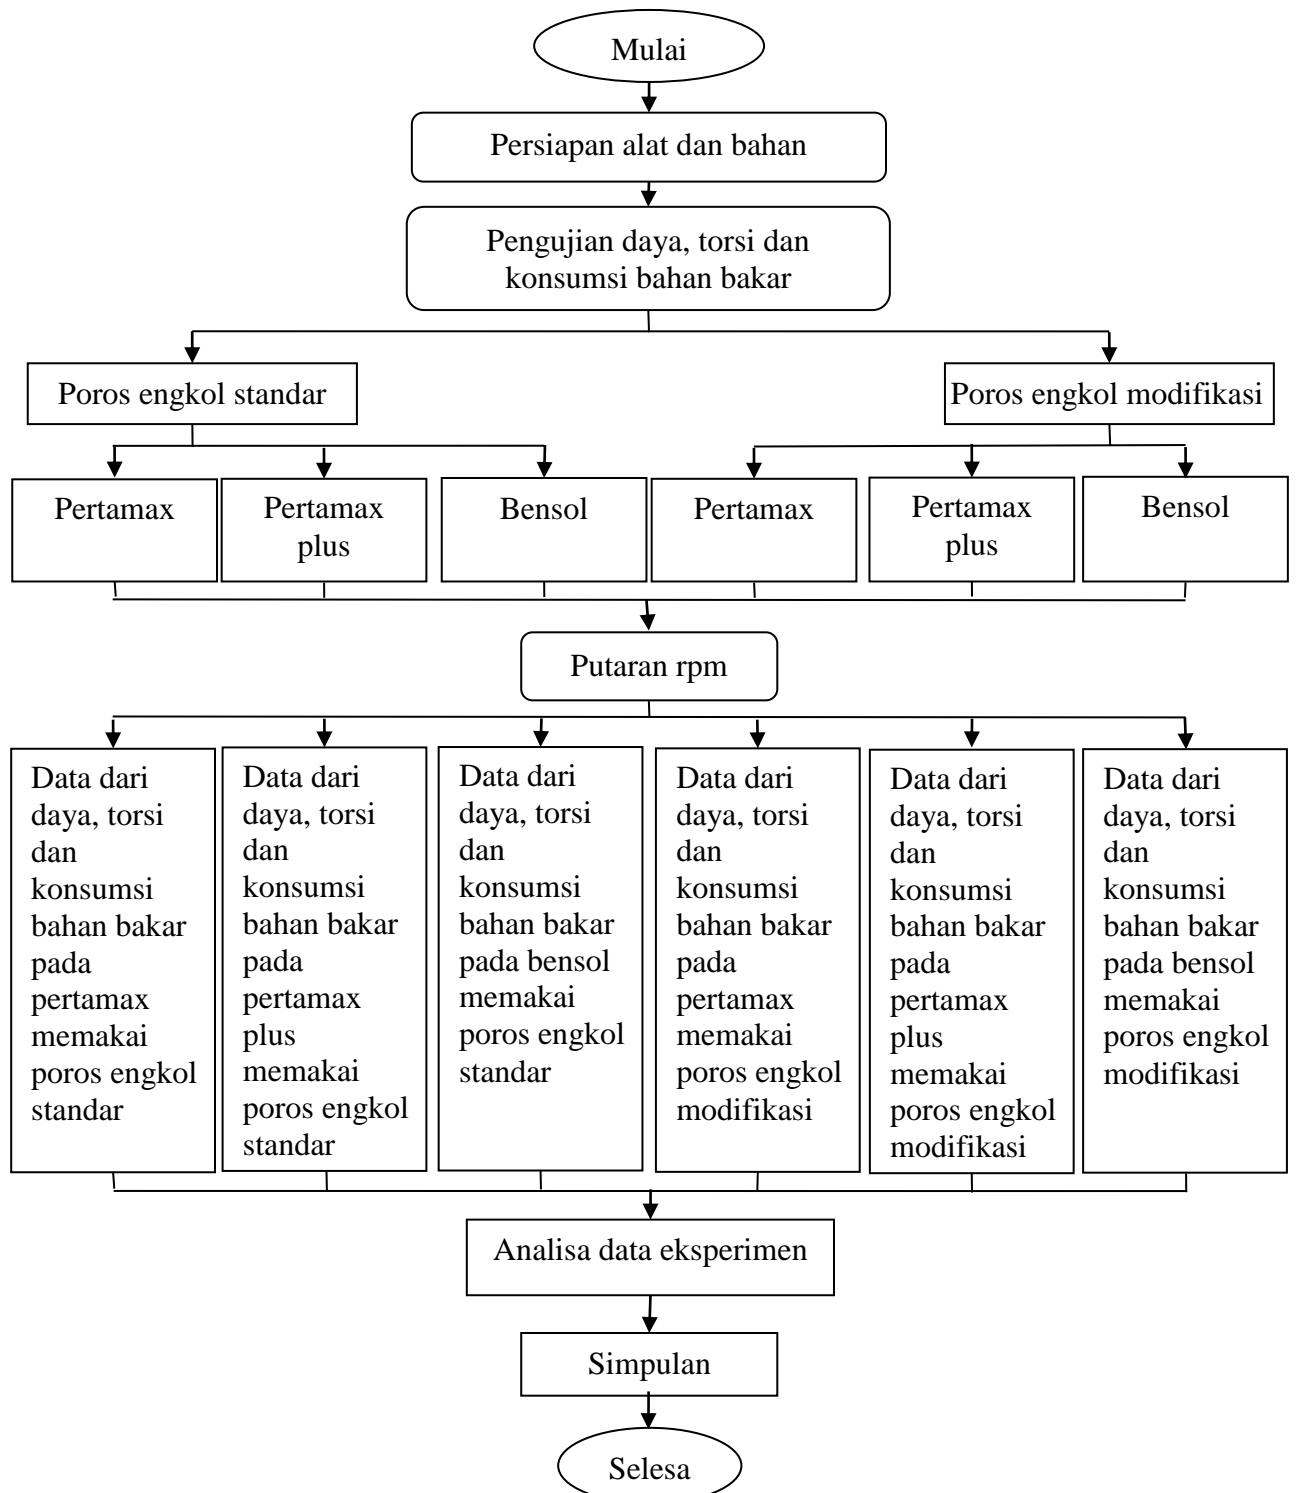 Mulai
Persiapan alat dan bahan
Pengujian daya, torsi dan
konsumsi bahan bakar
Poros engkol standar
Poros engkol modifikasi
Pertamax
Pertamax
plus
Bensol
Pertamax
Pertamax
plus
Bensol
Putaran rpm
Data dari
daya, torsi
dan
konsumsi
bahan bakar
pada
pertamax
memakai
poros engkol
standar
Data dari
daya, torsi
dan
konsumsi
bahan bakar
pada
pertamax
plus
memakai
poros engkol
standar
Data dari
daya, torsi
dan
konsumsi
bahan bakar
pada bensol
memakai
poros engkol
standar
Data dari
daya, torsi
dan
konsumsi
bahan bakar
pada
pertamax
memakai
poros engkol
modifikasi
Data dari
daya, torsi
dan
konsumsi
bahan bakar
pada
pertamax
plus
memakai
poros engkol
modifikasi
Data dari
daya, torsi
dan
konsumsi
bahan bakar
pada bensol
memakai
poros engkol
modifikasi
Analisa data eksperimen
Simpulan
Selesa